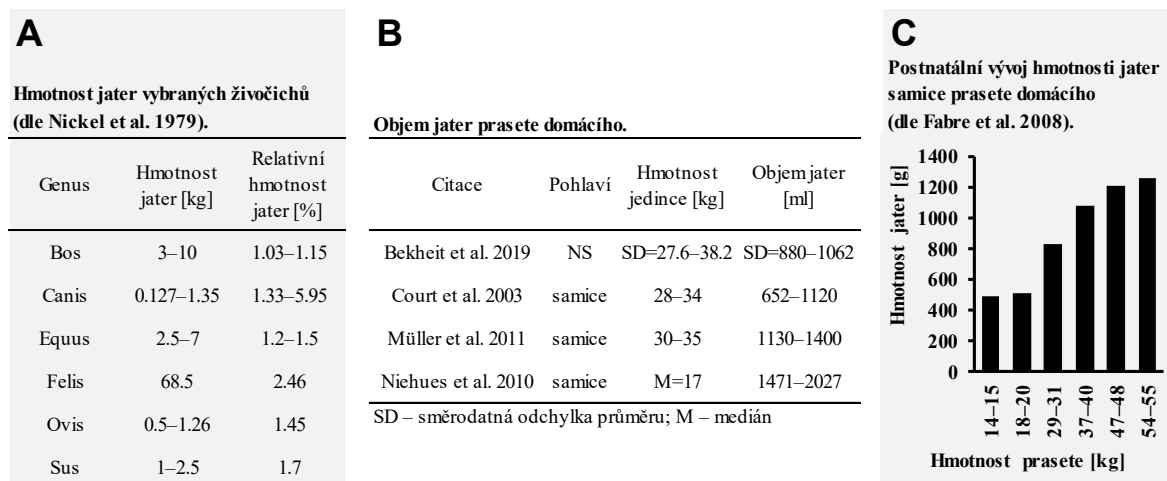 A
Hmotnost jater vybraných živočichů
(dle Nickel et al. 1979).
Genus Hmotnost jater [kg] Relativní hmotnost jater [%]
Bos 3–10 1.03–1.15
Canis 0.127–1.35 1.33–5.95
Equus 2.5–7 1.2–1.5
Felis 68.5 2.46
Ovis 0.5–1.26 1.45
Sus 1–2.5 1.7
B
Objem jater prasete domácího.
Citace Pohlaví Hmotnost jedince [kg] Objem jater [ml]
Bekheit et al. 2019 NS SD=27.6–38.2 SD=880–1062
Court et al. 2003 samice 28–34 652–1120
Müller et al. 2011 samice 30–35 1130–1400
Niehues et al. 2010 samice M=17 1471–2027
SD – směrodatná odchylka průměru; M – medián
C
Postnatální vývoj hmotnosti jater
samice prasete domácího
(dle Fabre et al. 2008).
Hmotnost jater [g]
1400
1200
1000
800
600
400
200
0
14–15
18–20
29–31
37–40
47–48
54–55
Hmotnost prasete [kg]